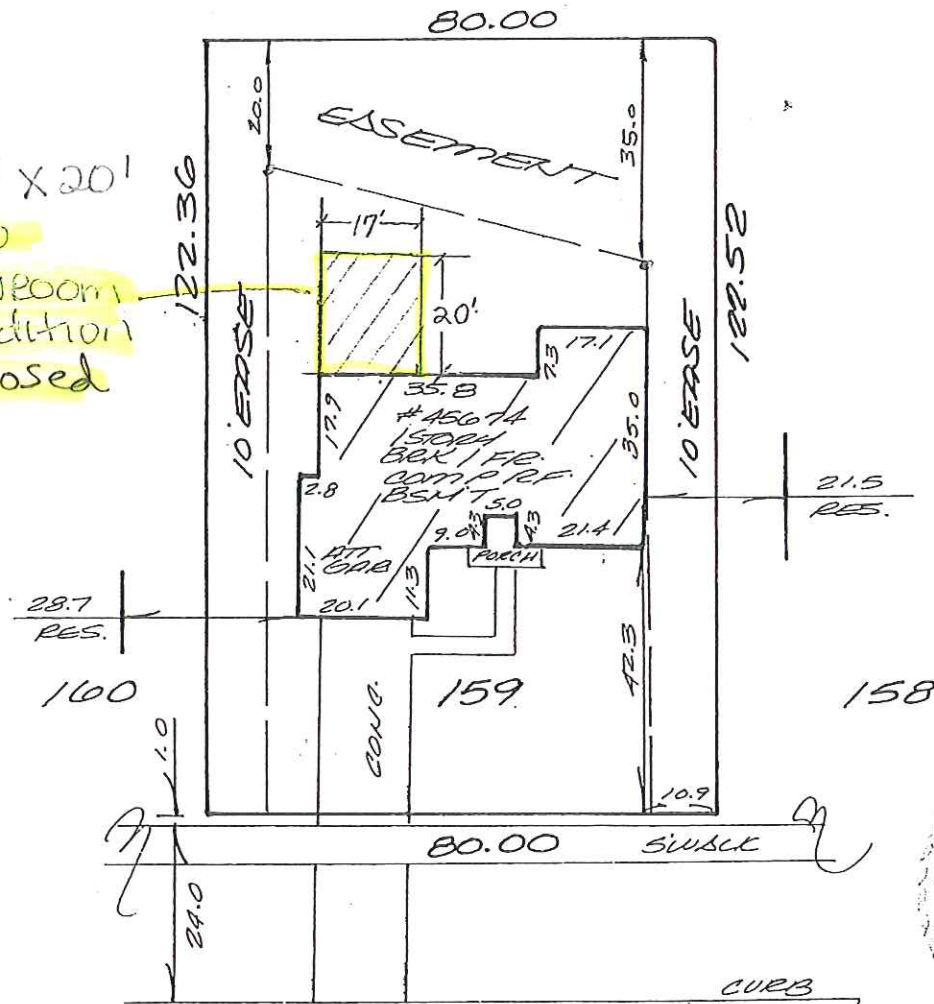 80.00
20.0
EASEMENT
35.0
X 20'
17'
122.36
122.52
20'
10' EASE
17.1
7.3
35.8
17.9
# 45674
1 STORY
BRK / FR.
COMP RF.
BSMT
35.0
10' EASE
2.8
21.5
RES.
5.0
9.0
4.3
4.3
21.4
PORCH
ATT
GAR
21.1
11.3
20.1
28.7
RES.
42.3
160
159
158
CONC.
1.0
10.9
80.00
S'WALK
24.0
CURB